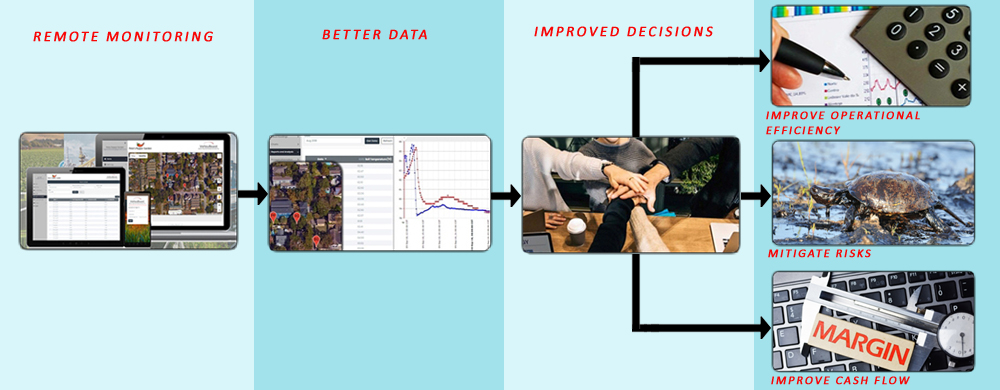 REMOTE MONITORING
BETTER DATA
IMPROVED DECISIONS
IMPROVE OPERATIONAL
EFFICIENCY
MITIGATE RISKS
MARGIN
IMPROVE CASH FLOW